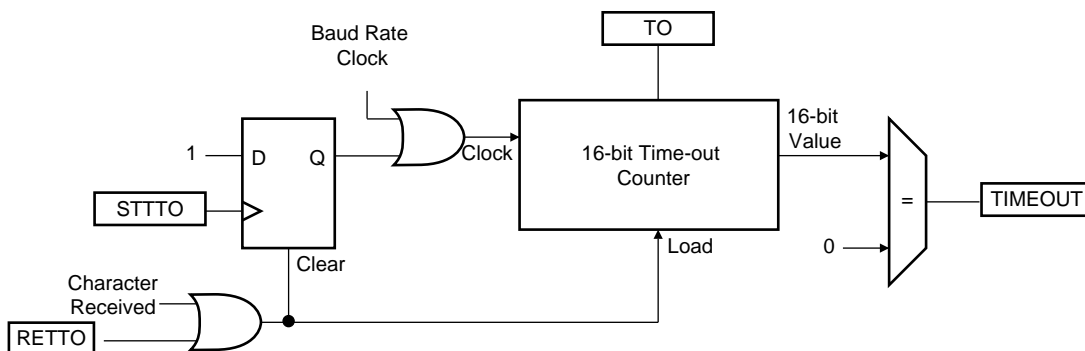 TO
Baud Rate
Clock
16-bit
Value
1
D
Q
Clock
16-bit Time-out
Counter
STTTO
=
TIMEOUT
0
Load
Clear
Character
Received
RETTO